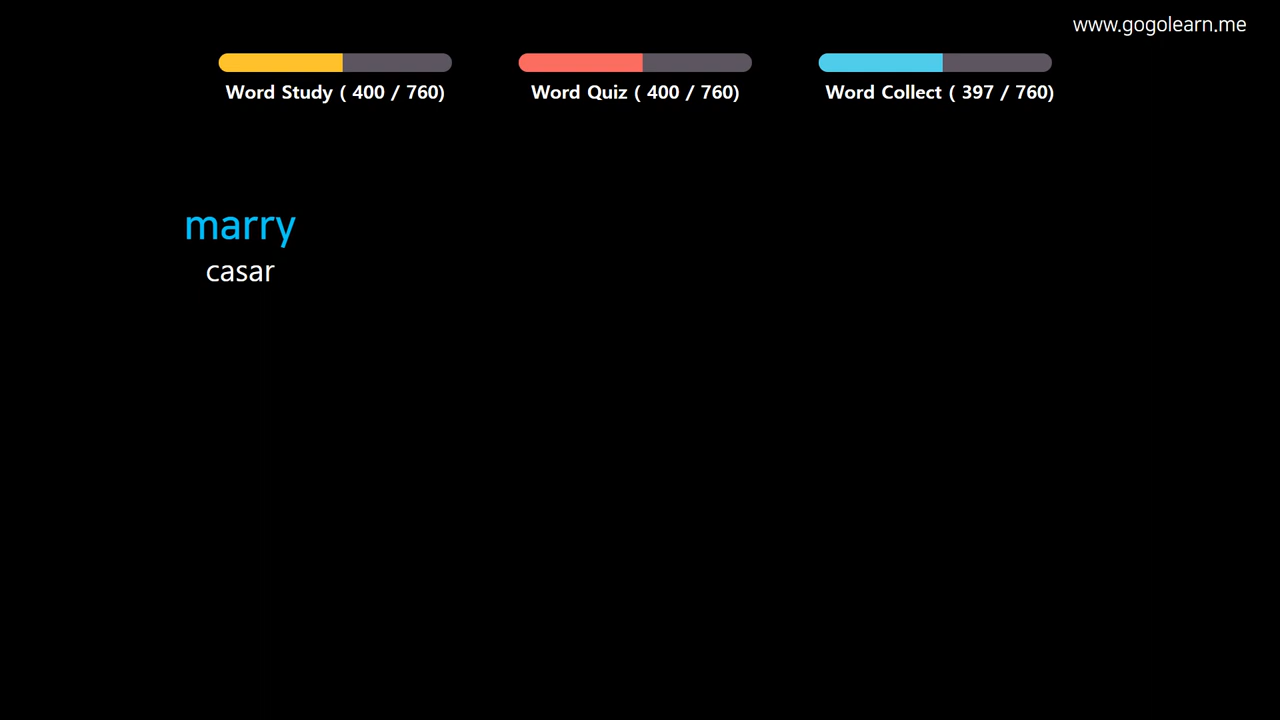 www.gogolearn.me
Word Study ( 400 / 760)
Word Quiz ( 400 / 760)
Word Collect ( 397 / 760)
marry
casar